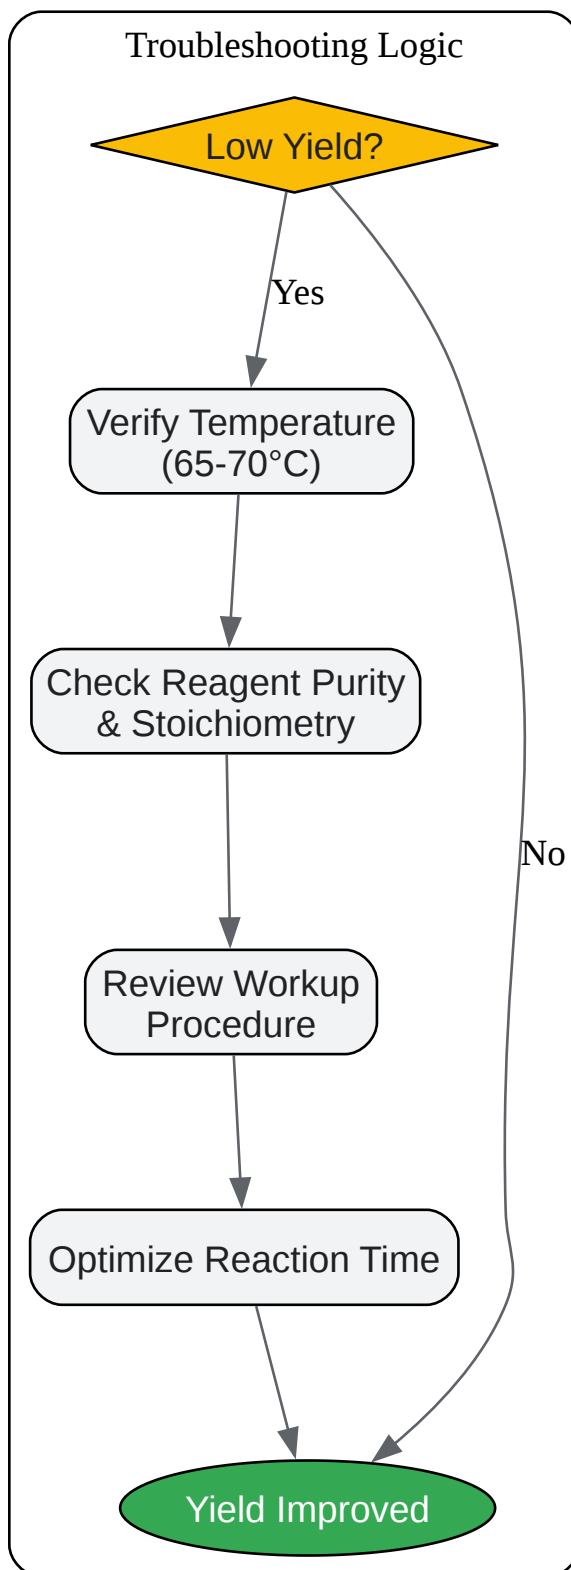 Troubleshooting Logic
Low Yield?
Yes
Verify Temperature
(65-70°C)
Check Reagent Purity
& Stoichiometry
No
Review Workup
Procedure
Optimize Reaction Time
Yield Improved